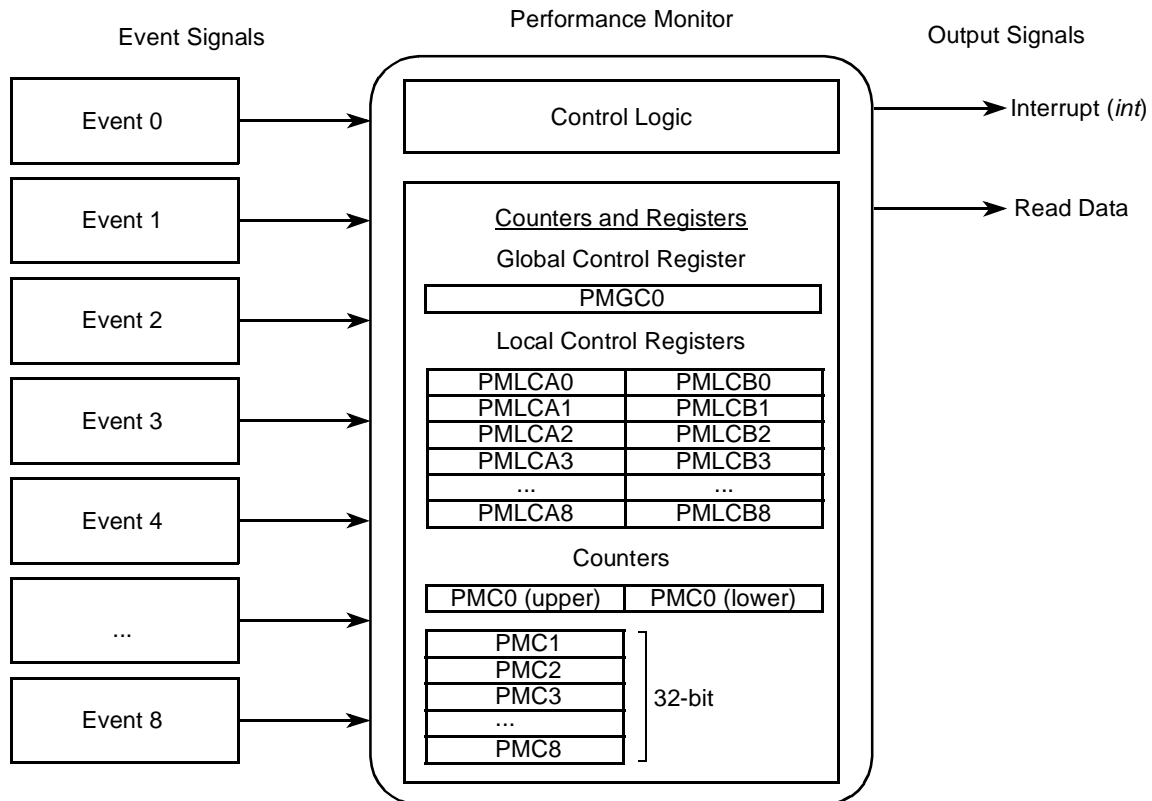 Performance Monitor
Event Signals
Output Signals
Event 0
Event 1
Event 2
Event 3
Event 4
...
Event 8
Control Logic
Counters and Registers
Global Control Register
PMGC0
Local Control Registers
PMLCA0 PMLCB0
PMLCA1 PMLCB1
PMLCA2 PMLCB2
PMLCA3 PMLCB3
... ...
PMLCA8 PMLCB8
Counters
PMC0 (upper) PMC0 (lower)
PMC1
PMC2
PMC3
...
PMC8
32-bit
Interrupt (int)
Read Data